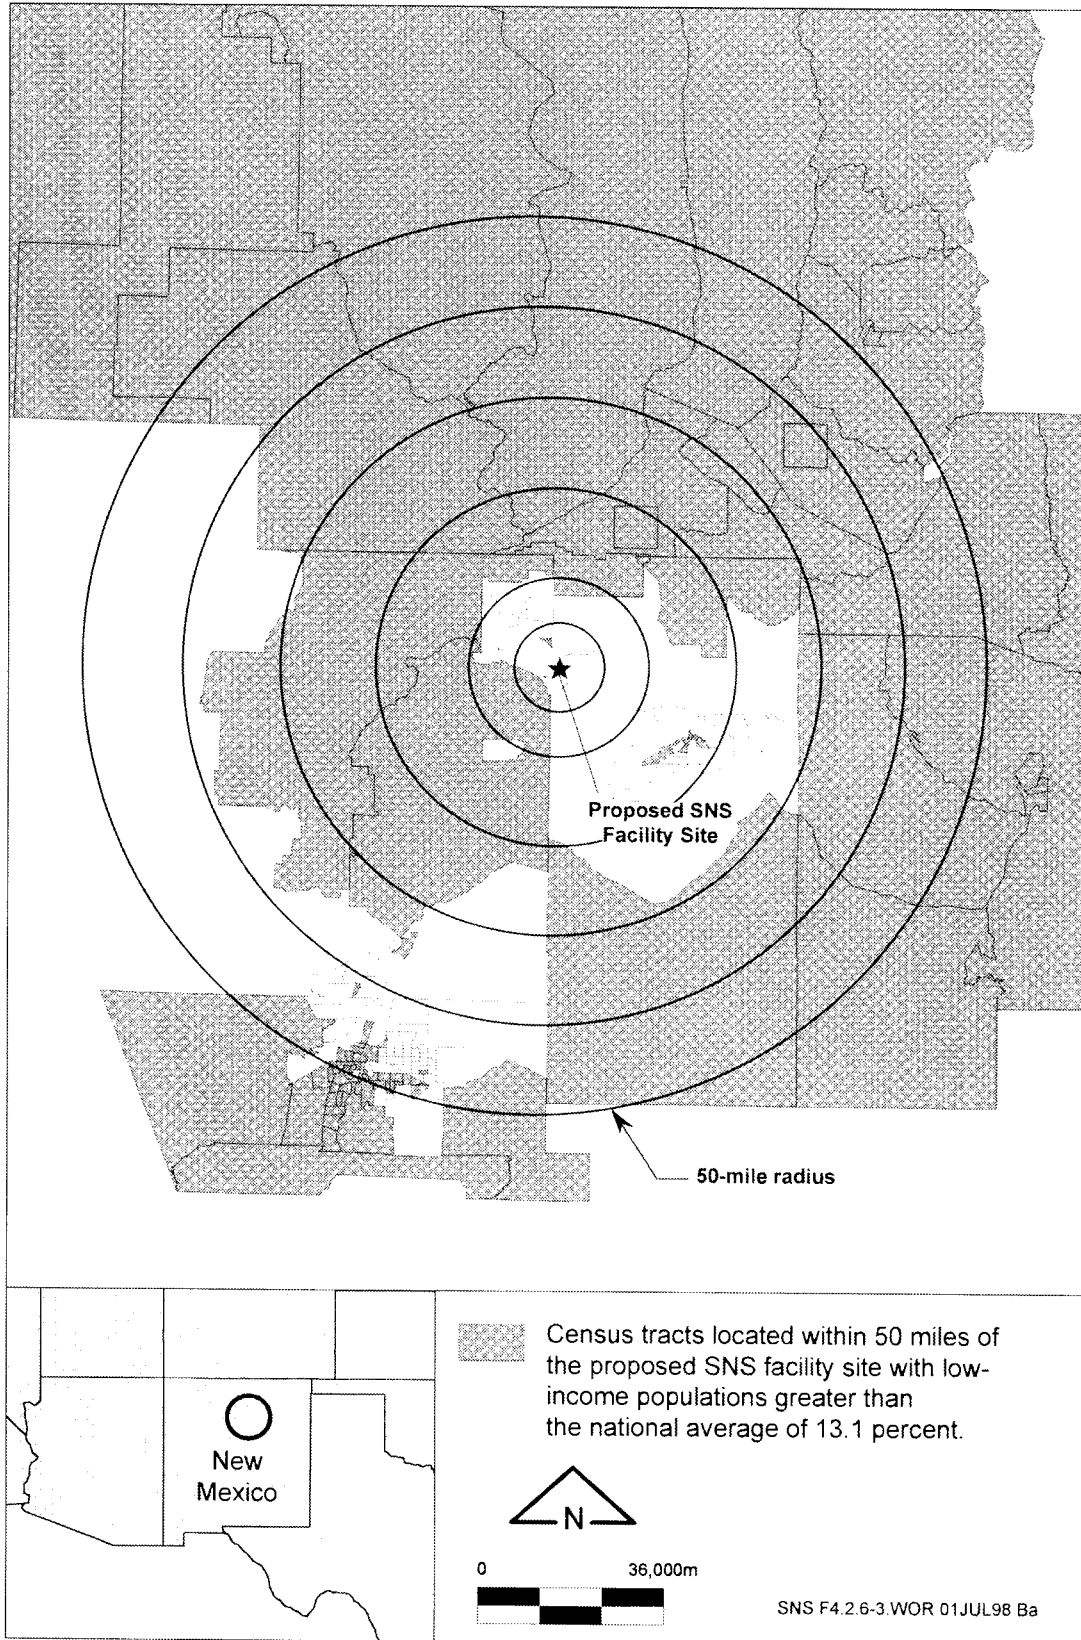 Proposed SNS
Facility Site
50-mile radius
Census tracts located within 50 miles of
the proposed SNS facility site with low-
income populations greater than
the national average of 13.1 percent.
New
Mexico
N
0 36,000m
SNS F4.2.6-3.WOR 01JUL98 Ba